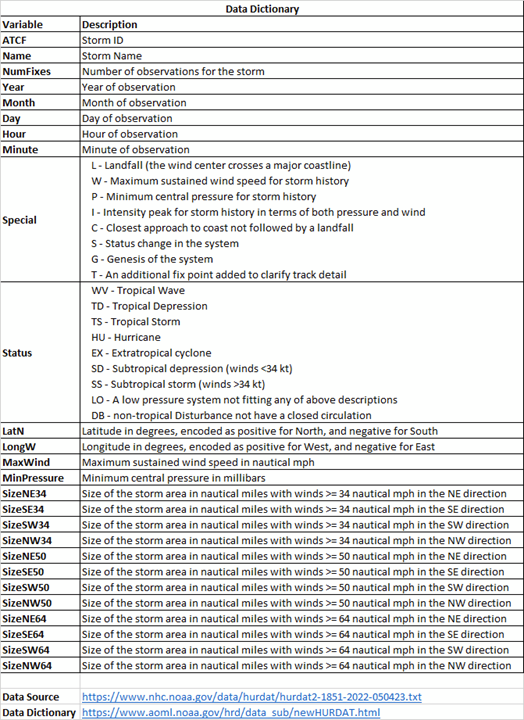 Data Dictionary
Variable Description
ATCF Storm ID
Name Storm Name
NumFixes Number of observations for the storm
Year Year of observation
Month Month of observation
Day Day of observation
Hour Hour of observation
Minute Minute of observation
L - Landfall (the wind center crosses a major coastline)
W - Maximum sustained wind speed for storm history
P - Minimum central pressure for storm history
Special I - Intensity peak for storm history in terms of both pressure and wind
C - Closest approach to coast not followed by a landfall
S - Status change in the system
G - Genesis of the system
T - An additional fix point added to clarify track detail
WV - Tropical Wave
TD - Tropical Depression
TS - Tropical Storm
HU - Hurricane
Status EX - Extratropical cyclone
SD - Subtropical depression (winds <34 kt)
SS - Subtropical storm (winds >34 kt)
LO - A low pressure system not fitting any of above descriptions
DB - non-tropical Disturbance not have a closed circulation
LatN Latitude in degrees, encoded as positive for North, and negative for South
LongW Longitude in degrees, encoded as positive for West, and negative for East
MaxWind Maximum sustained wind speed in nautical mph
MinPressure Minimum central pressure in millibars
SizeNE34 Size of the storm area in nautical miles with winds >= 34 nautical mph in the NE direction
SizeSE34 Size of the storm area in nautical miles with winds >= 34 nautical mph in the SE direction
SizeSW34 Size of the storm area in nautical miles with winds >= 34 nautical mph in the SW direction
SizeNW34 Size of the storm area in nautical miles with winds >= 34 nautical mph in the NW direction
SizeNE50 Size of the storm area in nautical miles with winds >= 50 nautical mph in the NE direction
SizeSE50 Size of the storm area in nautical miles with winds >= 50 nautical mph in the SE direction
SizeSW50 Size of the storm area in nautical miles with winds >= 50 nautical mph in the SW direction
SizeNW50 Size of the storm area in nautical miles with winds >= 50 nautical mph in the NW direction
SizeNE64 Size of the storm area in nautical miles with winds >= 64 nautical mph in the NE direction
SizeSE64 Size of the storm area in nautical miles with winds >= 64 nautical mph in the SE direction
SizeSW64 Size of the storm area in nautical miles with winds >= 64 nautical mph in the SW direction
SizeNW64 Size of the storm area in nautical miles with winds >= 64 nautical mph in the NW direction
Data Source https://www.nhc.noaa.gov/data/hurdat/hurdat2-1851-2022-050423.txt
Data Dictionary https://www.aoml.noaa.gov/hrd/data_sub/newHURDAT.html